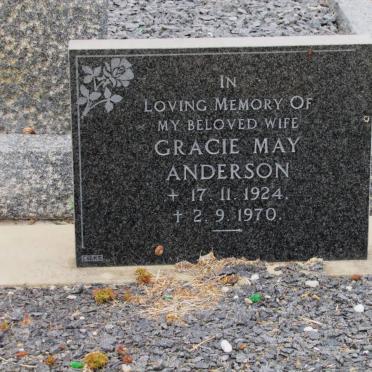 IN
LOVING MEMORY OF
MY BELOVED WIFE
GRACIE MAY
ANDERSON
+ 17. 11. 1924.
† 2. 9. 1970.